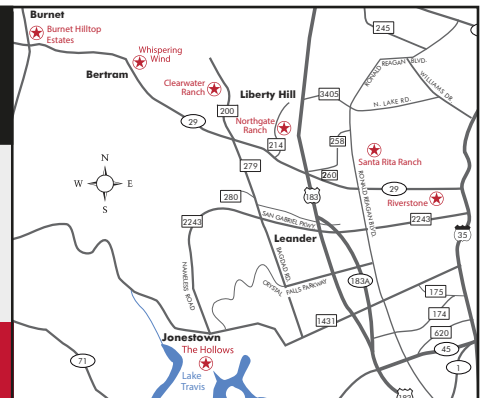 Burnet
Burnet Hilltop
Estates
245
RONALD REAGAN BLVD.
WILLIAMS DR.
Whispering
Wind
Bertram
Clearwater
Ranch
Liberty Hill
3405
N. LAKE RD.
200
29
Northgate
Ranch
214
258
Santa Rita Ranch
279
260
RONALD REAGAN BLVD.
N
W
E
S
280
183
29
Riverstone
2243
SAN GABRIEL PKWY
2243
35
Leander
NAMELESS ROAD
BAGDAD RD.
CRYSTAL FALLS PARKWAY
183A
175
174
1431
620
Jonestown
The Hollows
45
71
Lake
Travis
1
183